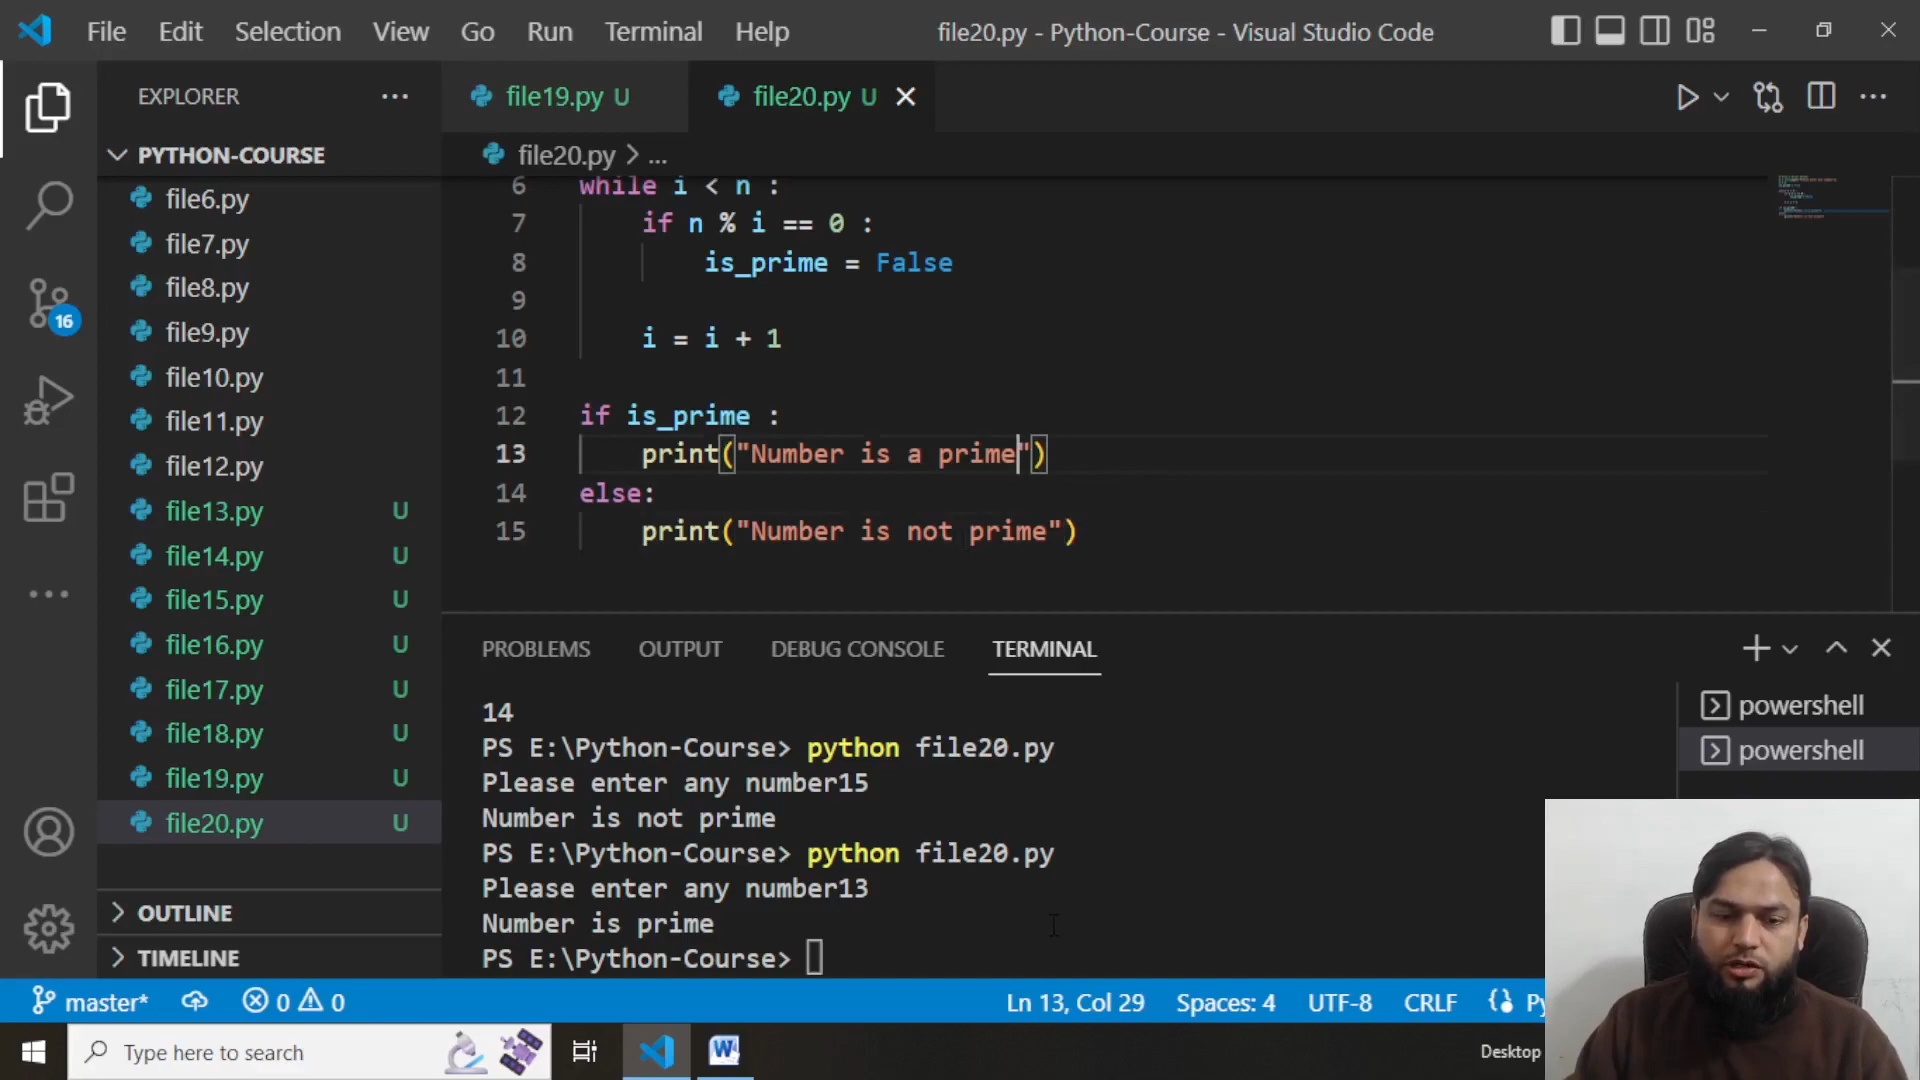 File Edit Selection View Go Run Terminal Help
file20.py - Python-Course - Visual Studio Code
EXPLORER
file19.py U
file20.py U
PYTHON-COURSE
file20.py > ...
file6.py
file7.py
file8.py
file9.py
file10.py
file11.py
file12.py
file13.py U
file14.py U
file15.py U
file16.py U
file17.py U
file18.py U
file19.py U
file20.py U
OUTLINE
TIMELINE
16
6 while i < n :
7 if n % i == 0 :
8 is_prime = False
9
10 i = i + 1
11
12 if is_prime :
13 print("Number is a prime")
14 else:
15 print("Number is not prime")
PROBLEMS OUTPUT DEBUG CONSOLE TERMINAL
14
PS E:\Python-Course> python file20.py
Please enter any number15
Number is not prime
PS E:\Python-Course> python file20.py
Please enter any number13
Number is prime
PS E:\Python-Course>
powershell
powershell
master* 0 0 Ln 13, Col 29 Spaces: 4 UTF-8 CRLF Py
Type here to search
Desktop